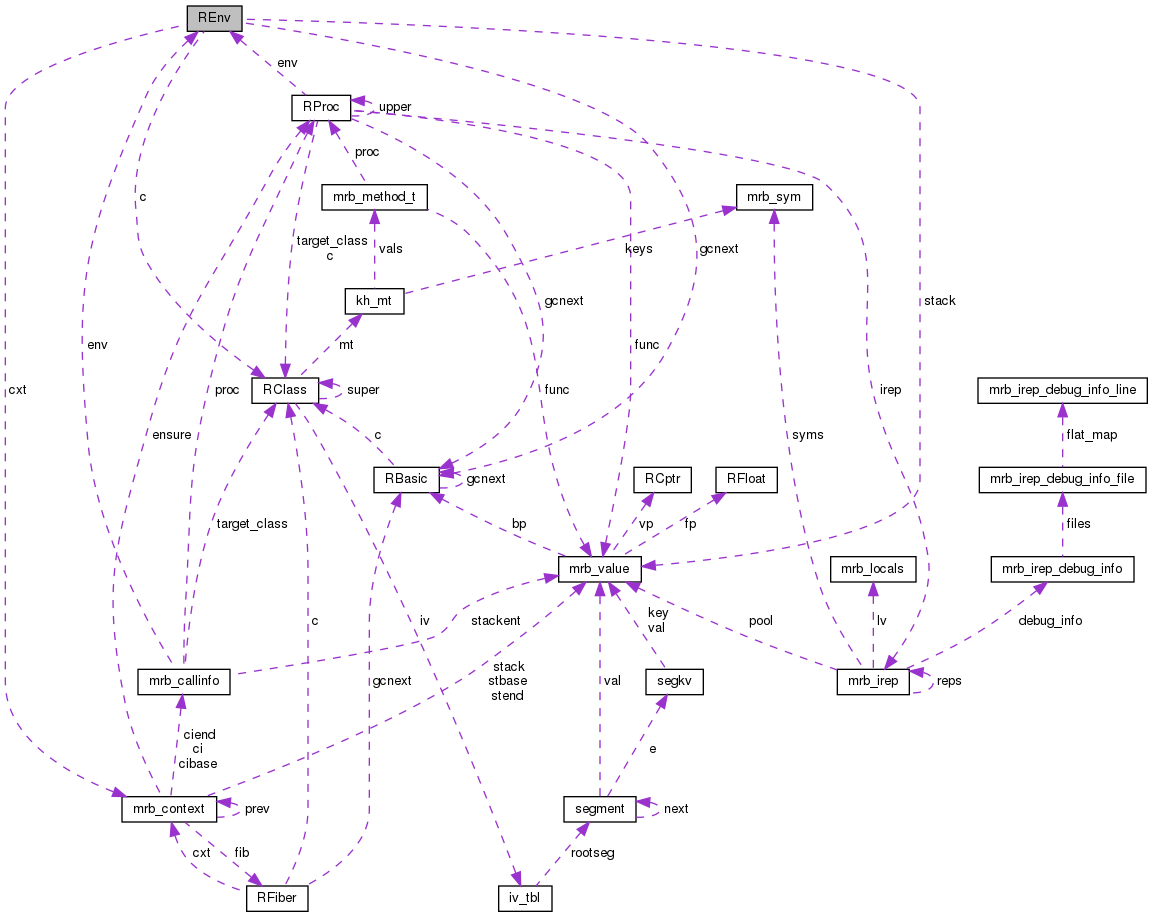 REnv
env
RProc
upper
proc
c
mrb_method_t
mrb_sym
target_class
c
vals
keys
gcnext
gcnext
stack
kh_mt
env
mt
func
cxt
proc
RClass
super
func
irep
mrb_irep_debug_info_line
ensure
c
syms
flat_map
RBasic
gcnext
RCptr
RFloat
mrb_irep_debug_info_file
target_class
bp
vp
fp
files
mrb_value
mrb_locals
mrb_irep_debug_info
c
iv
stackent
key
val
pool
lv
debug_info
mrb_callinfo
gcnext
stack
stbase
stend
val
segkv
mrb_irep
reps
ciend
ci
cibase
e
mrb_context
prev
segment
next
cxt
fib
rootseg
RFiber
iv_tbl